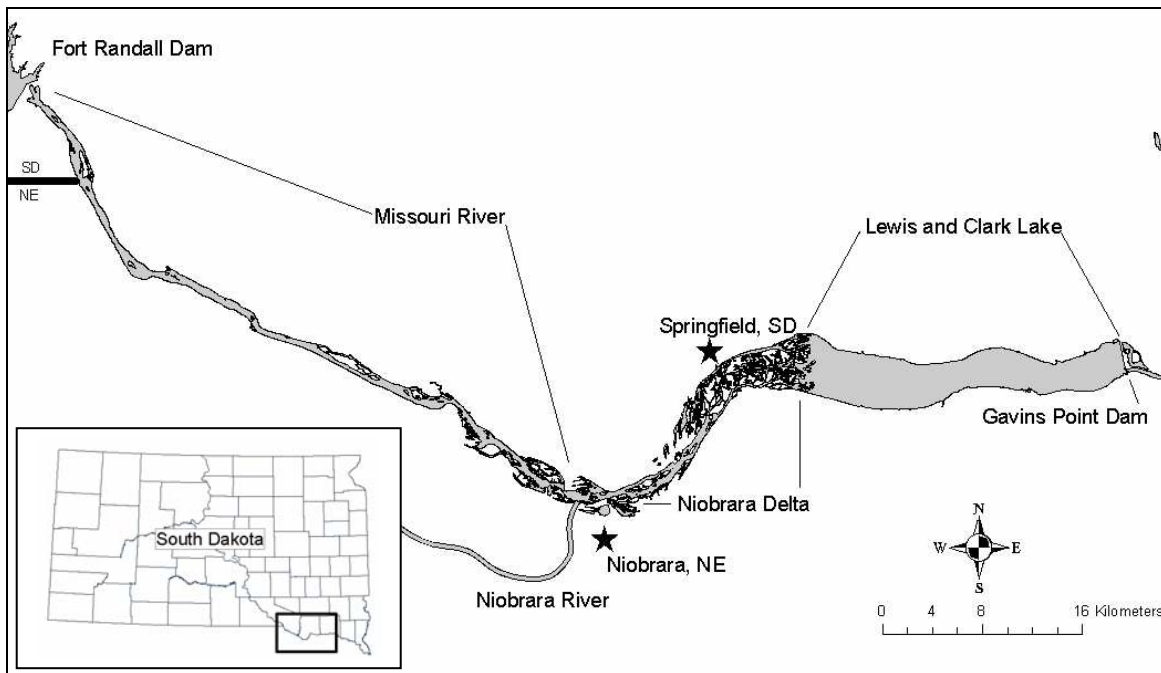 Fort Randall Dam
SD
NE
Missouri River
Lewis and Clark Lake
Springfield, SD
Gavins Point Dam
Niobrara Delta
Niobrara, NE
Niobrara River
South Dakota
N
W E
S
0 4 8 16 Kilometers